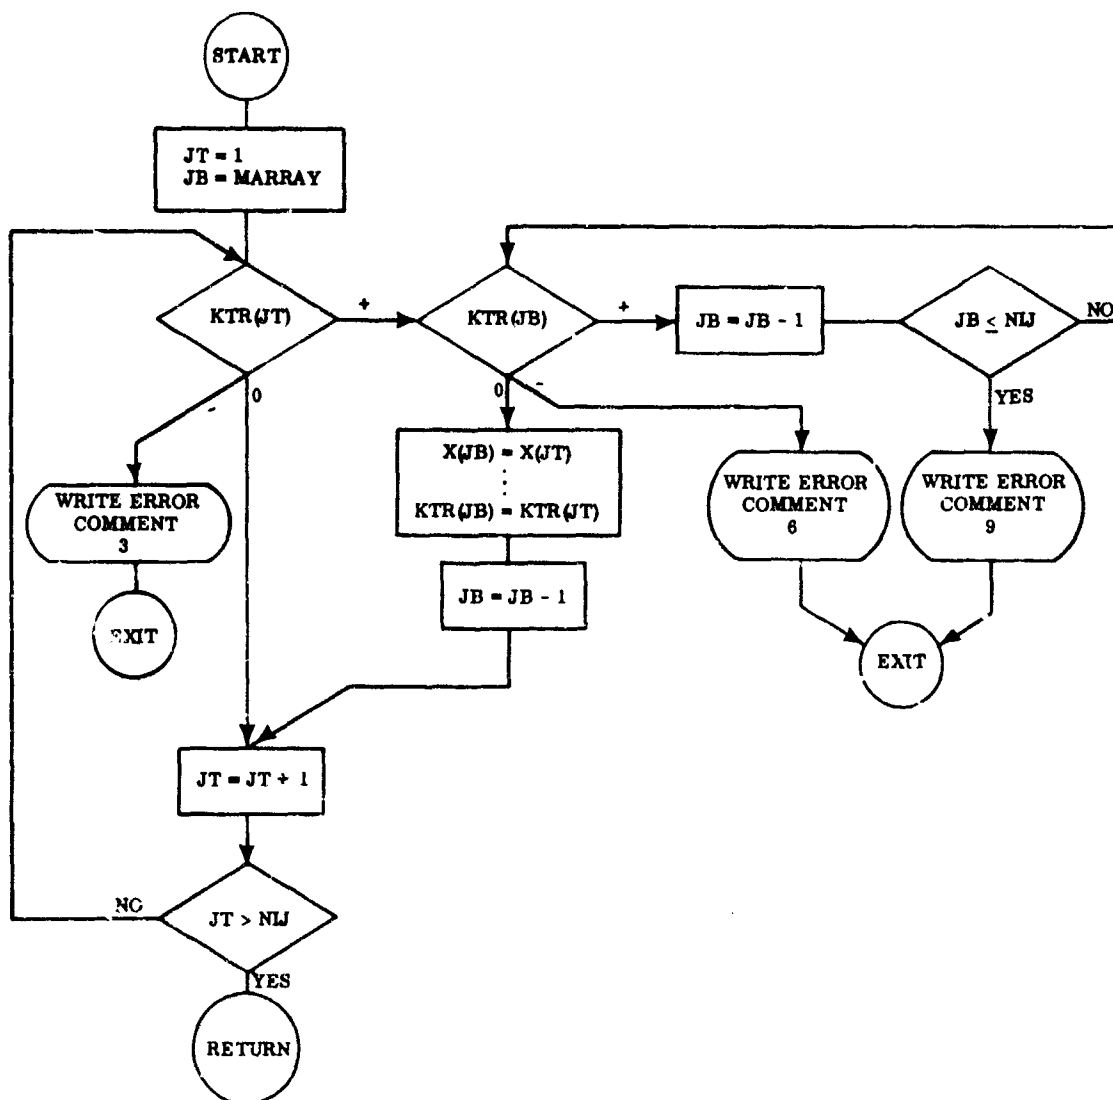 START
JT = 1
JB = MARRAY
KTR(JT)
+
KTR(JB)
+
JB = JB - 1
JB ≤ NIJ
NO
-
0
0
-
YES
X(JB) = X(JT)
.
.
.
KTR(JB) = KTR(JT)
WRITE ERROR
COMMENT
3
WRITE ERROR
COMMENT
6
WRITE ERROR
COMMENT
9
JB = JB - 1
EXIT
EXIT
JT = JT + 1
NO
JT > NIJ
YES
RETURN